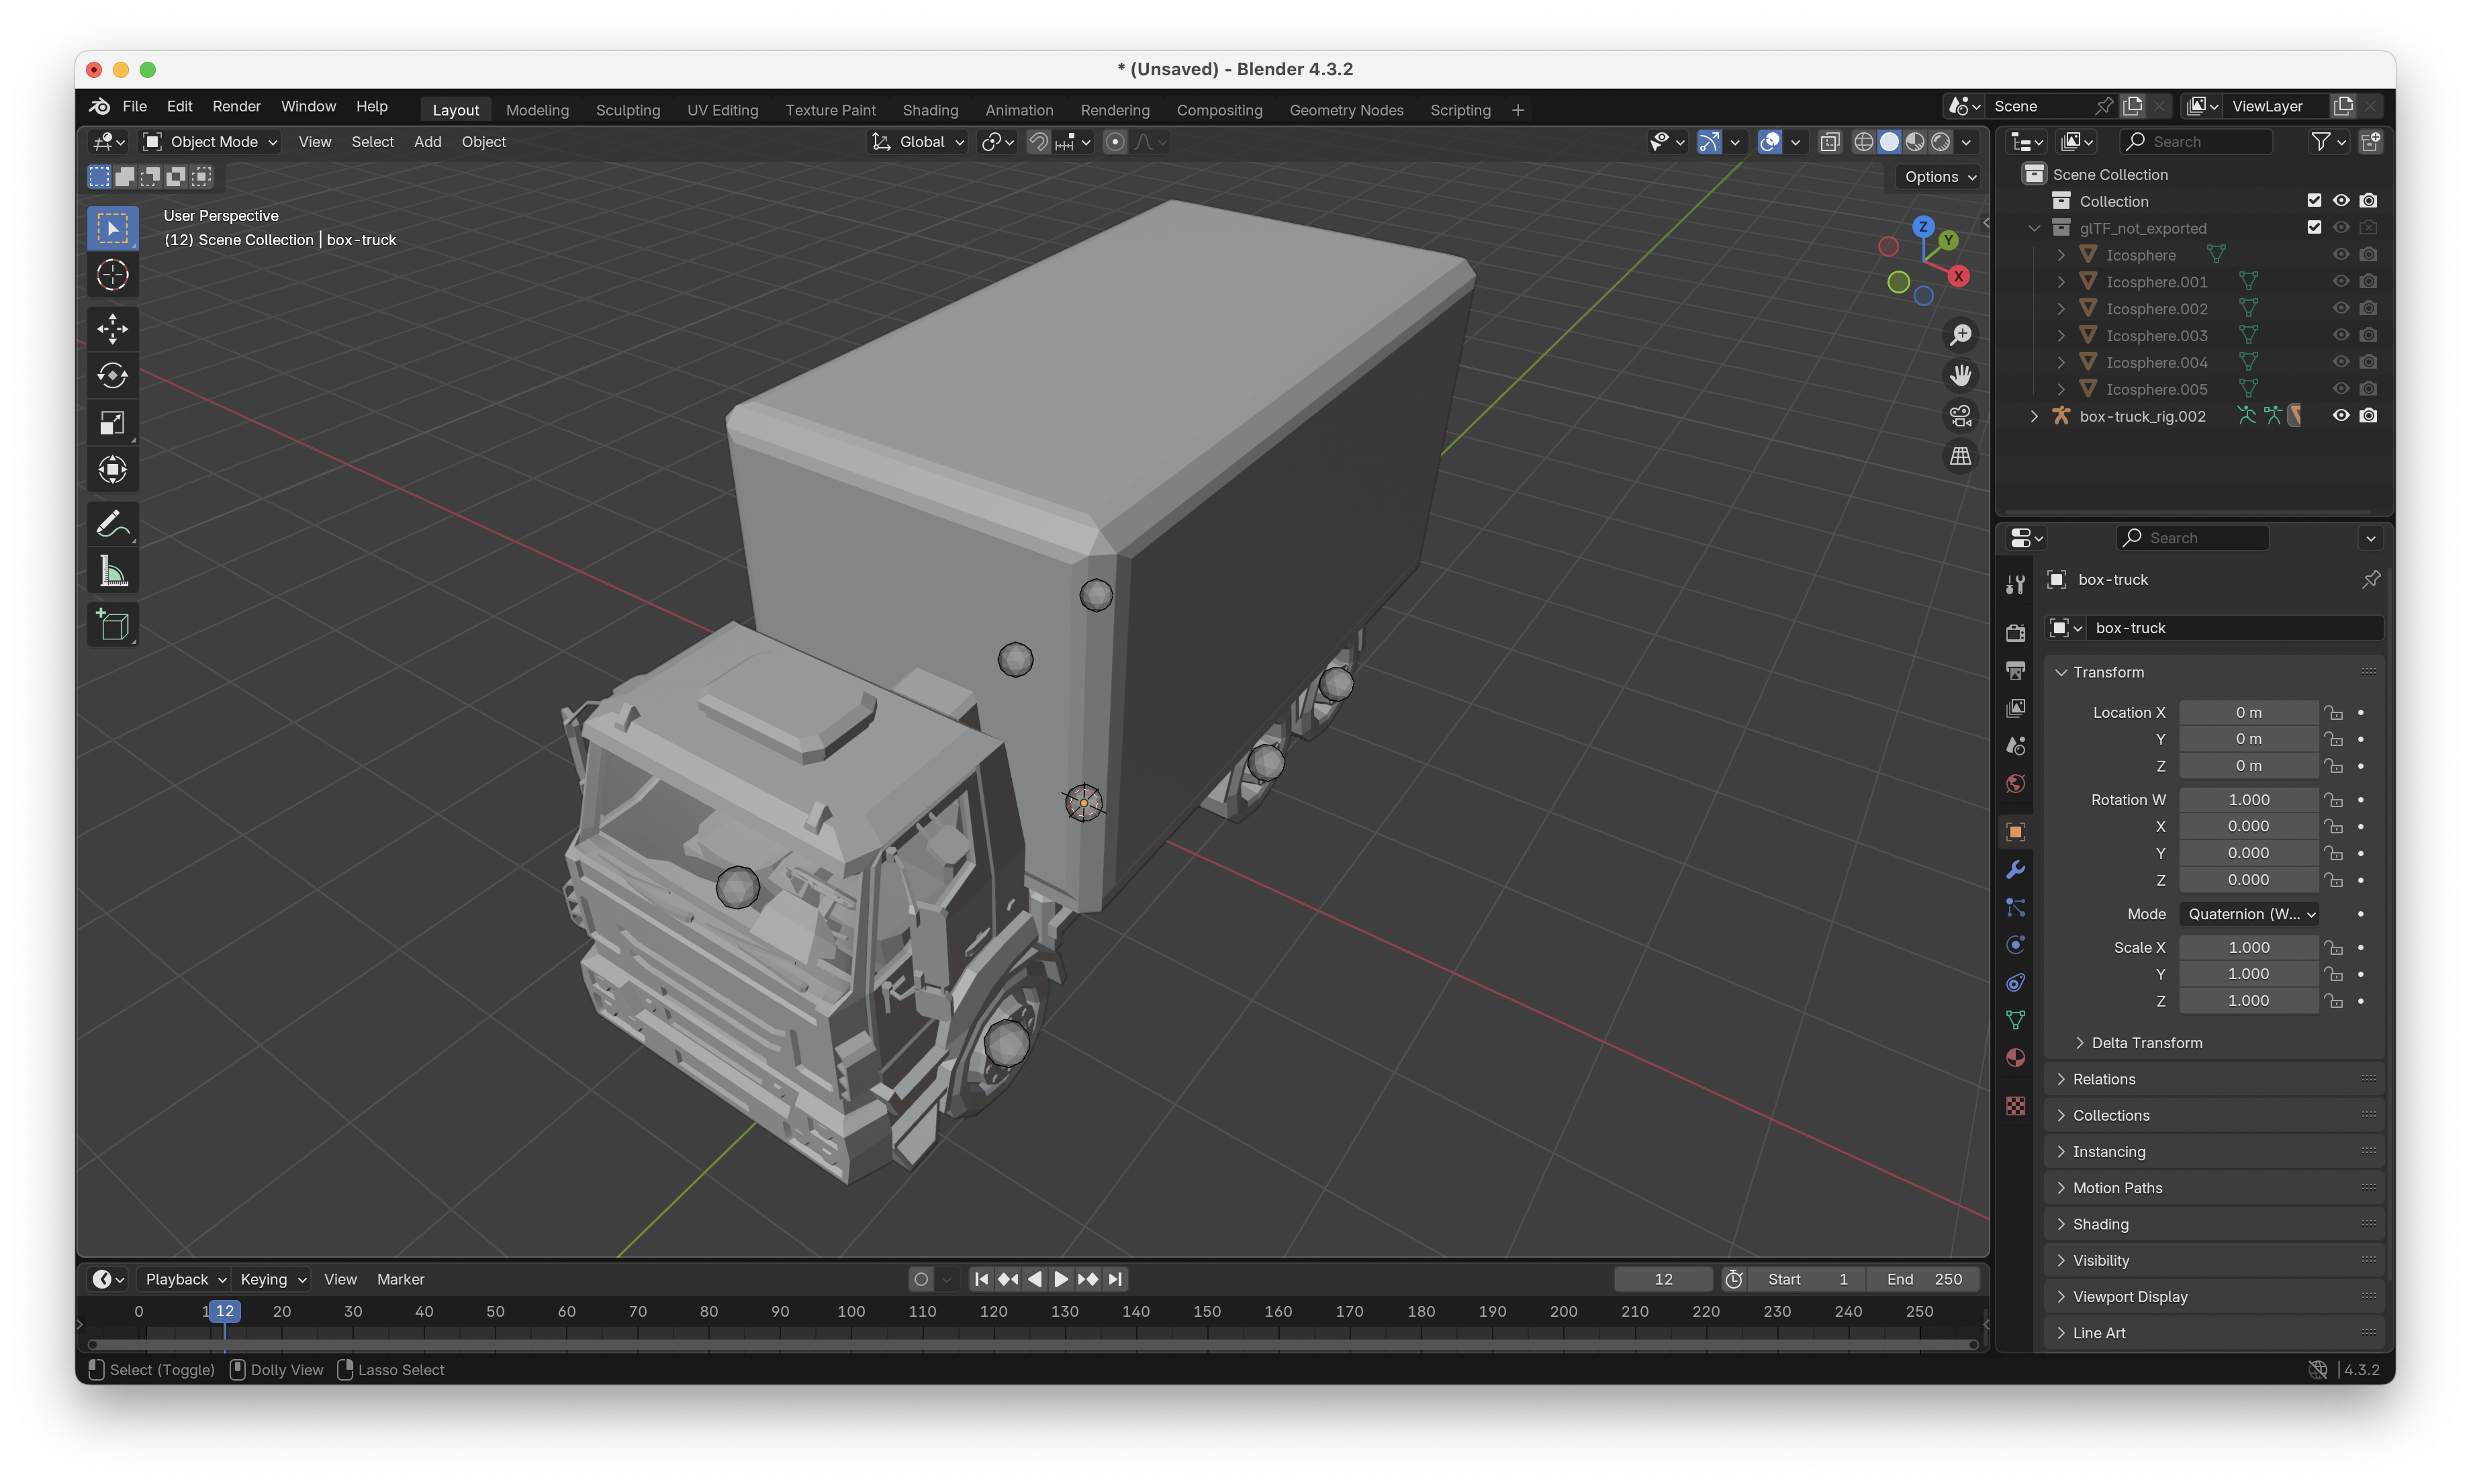 * (Unsaved) - Blender 4.3.2
File Edit Render Window Help Layout Modeling Sculpting UV Editing Texture Paint Shading Animation Rendering Compositing Geometry Nodes Scripting + Scene ViewLayer
Object Mode View Select Add Object Global Search
Options
User Perspective
(12) Scene Collection | box-truck
Z
Y
X
Scene Collection
Collection
glTF_not_exported
Icosphere
Icosphere.001
Icosphere.002
Icosphere.003
Icosphere.004
Icosphere.005
box-truck_rig.002
Search
box-truck
box-truck
Transform
Location X 0 m
Y 0 m
Z 0 m
Rotation W 1.000
X 0.000
Y 0.000
Z 0.000
Mode Quaternion (W...
Scale X 1.000
Y 1.000
Z 1.000
Delta Transform
Relations
Collections
Instancing
Motion Paths
Shading
Visibility
Viewport Display
Line Art
Playback Keying View Marker 12 Start 1 End 250
0 12 20 30 40 50 60 70 80 90 100 110 120 130 140 150 160 170 180 190 200 210 220 230 240 250
Select (Toggle) Dolly View Lasso Select 4.3.2